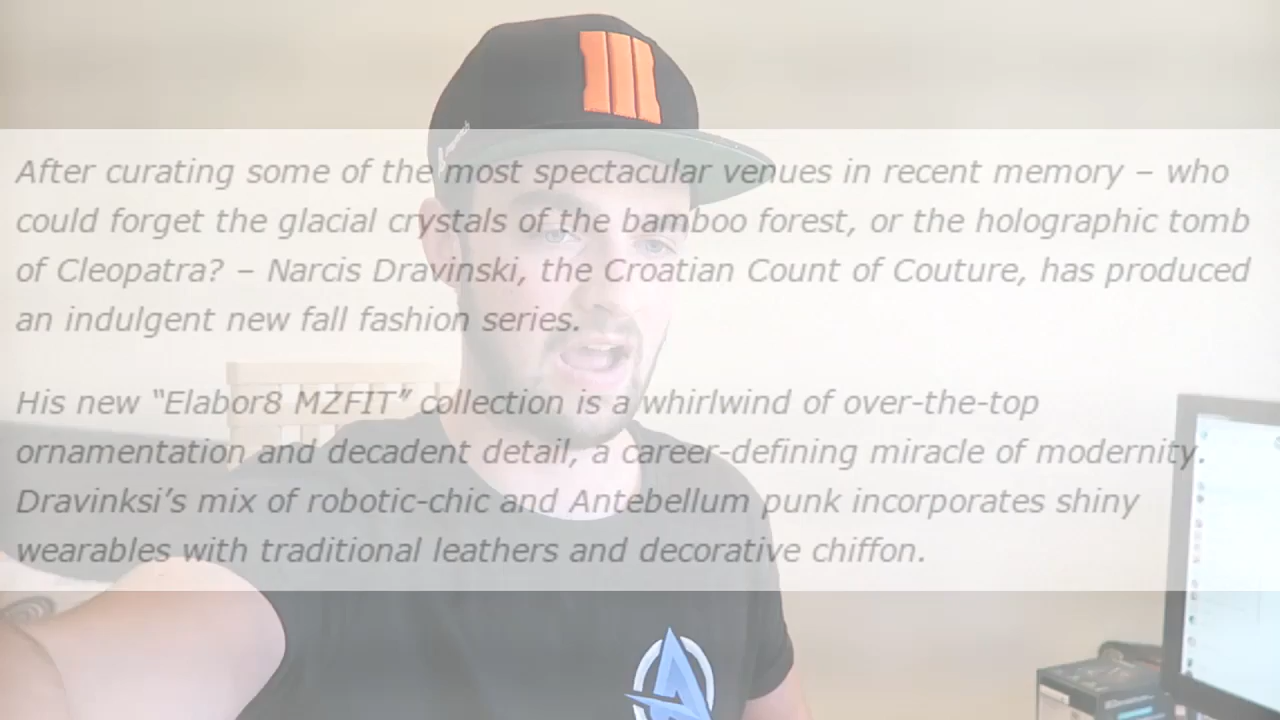 After curating some of the most spectacular venues in recent memory – who
could forget the glacial crystals of the bamboo forest, or the holographic tomb
of Cleopatra? – Narcis Dravinski, the Croatian Count of Couture, has produced
an indulgent new fall fashion series.
His new “Elabor8 MZFIT” collection is a whirlwind of over-the-top
ornamentation and decadent detail, a career-defining miracle of modernity.
Dravinksi’s mix of robotic-chic and Antebellum punk incorporates shiny
wearables with traditional leathers and decorative chiffon.